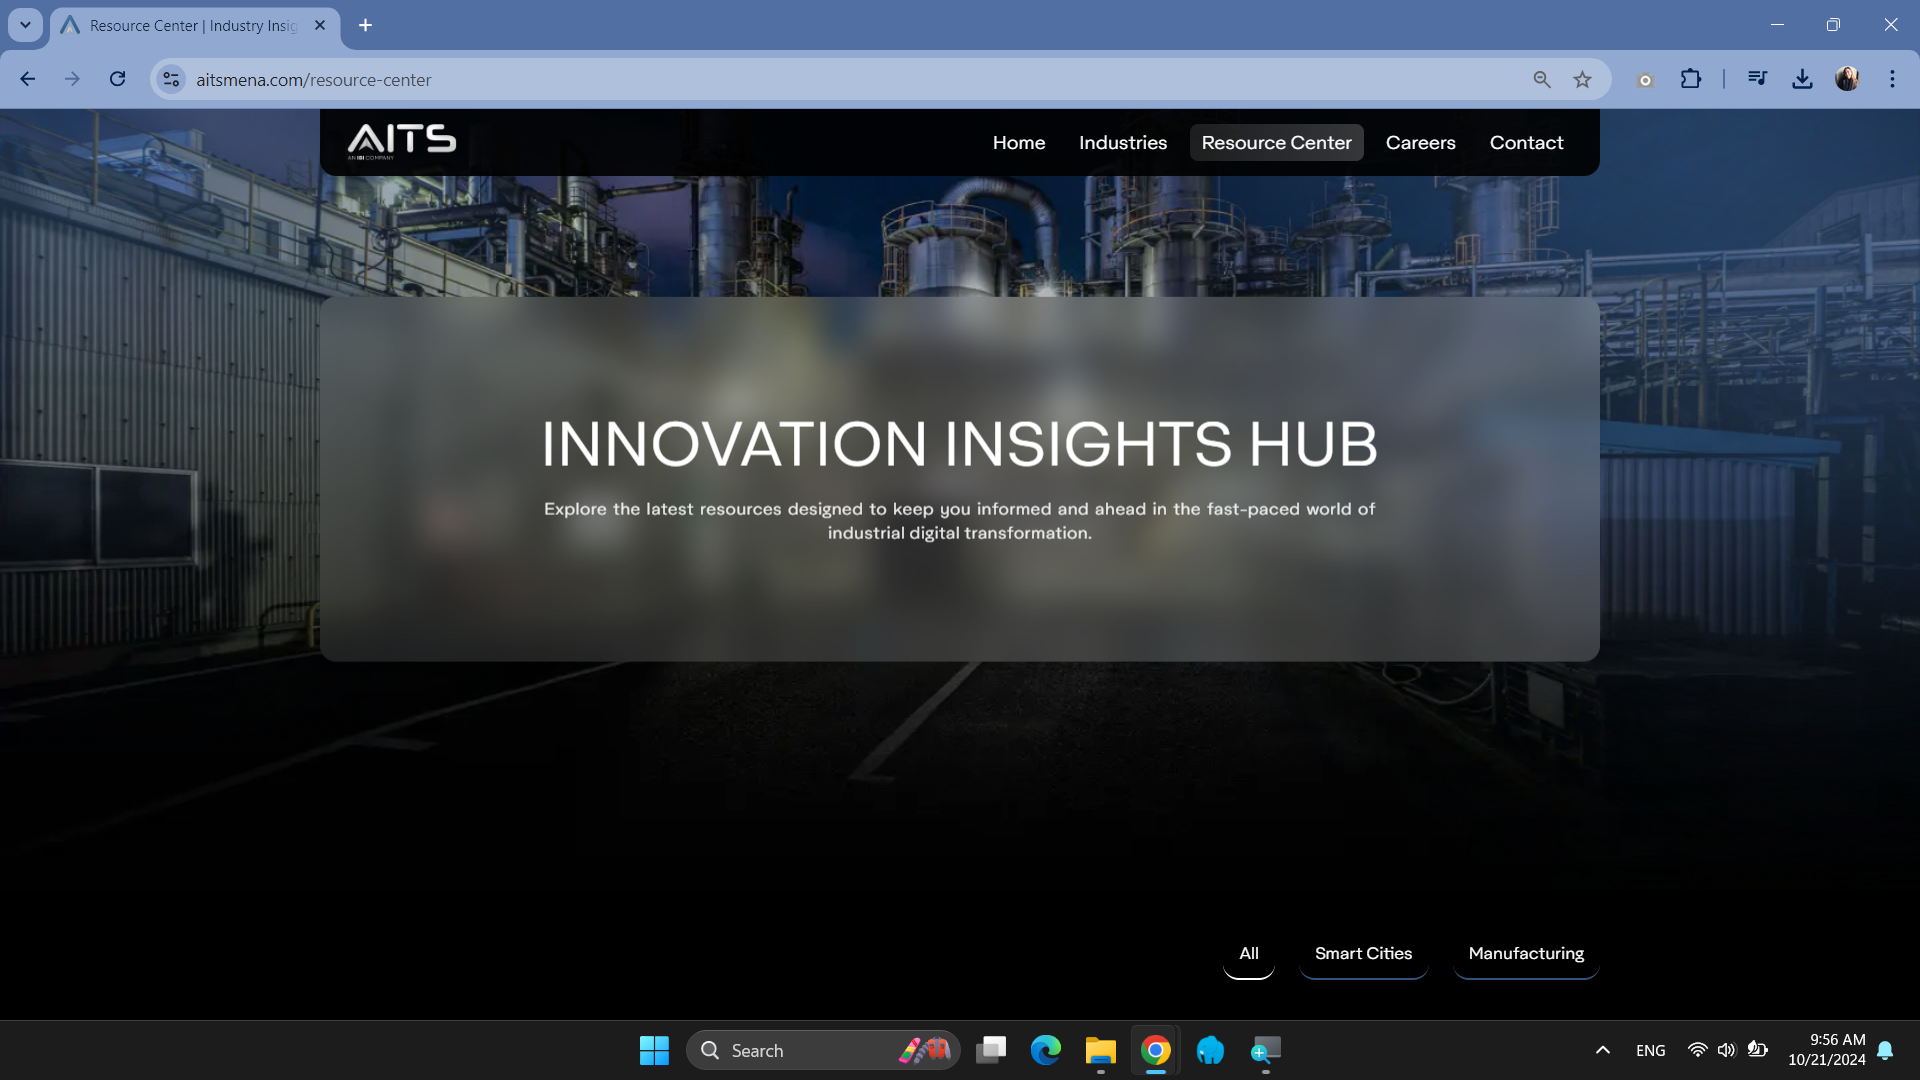 Resource Center | Industry Insig
aitsmena.com/resource-center
AITS
AN IBI COMPANY
Home
Industries
Resource Center
Careers
Contact
INNOVATION INSIGHTS HUB
Explore the latest resources designed to keep you informed and ahead in the fast-paced world of
industrial digital transformation.
All
Smart Cities
Manufacturing
Search
ENG
9:56 AM
10/21/2024